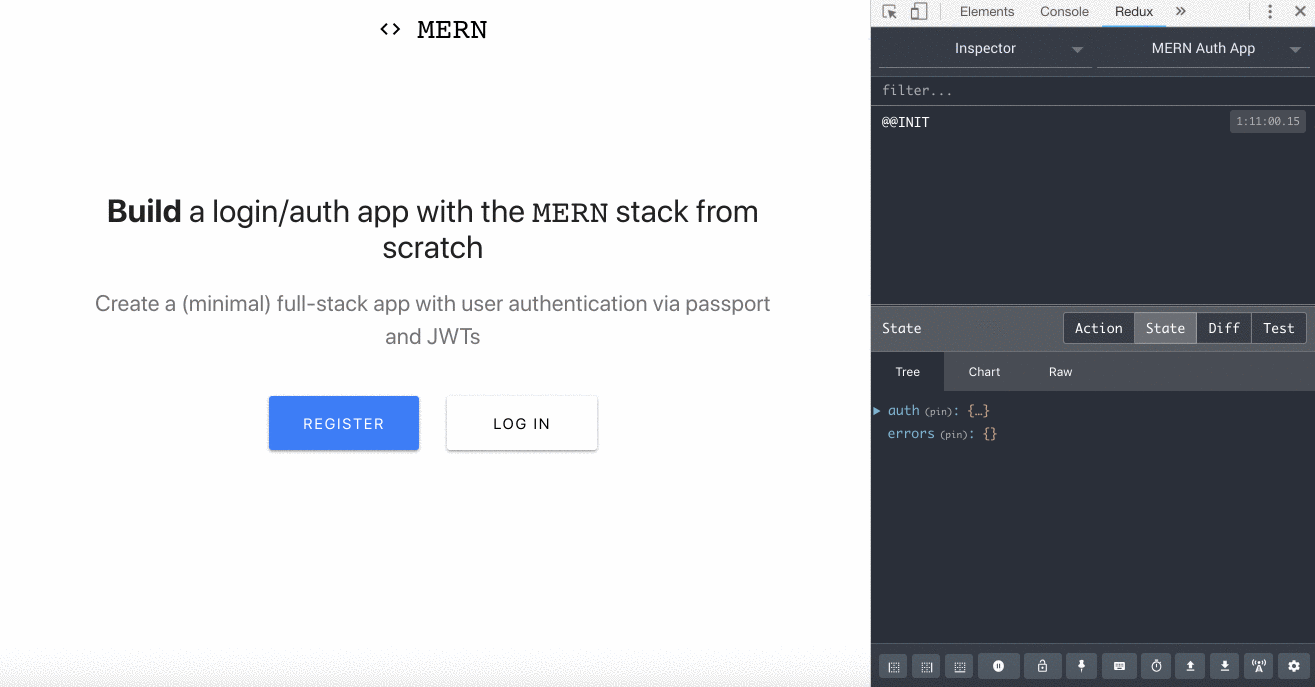 <> MERN
Build a login/auth app with the MERN stack from
scratch
Create a (minimal) full-stack app with user authentication via passport
and JWTs
REGISTER
LOG IN
Elements Console Redux »
Inspector MERN Auth App
filter...
@@INIT 1:11:00.15
State Action State Diff Test
Tree Chart Raw
auth (pin): {…}
errors (pin): {}